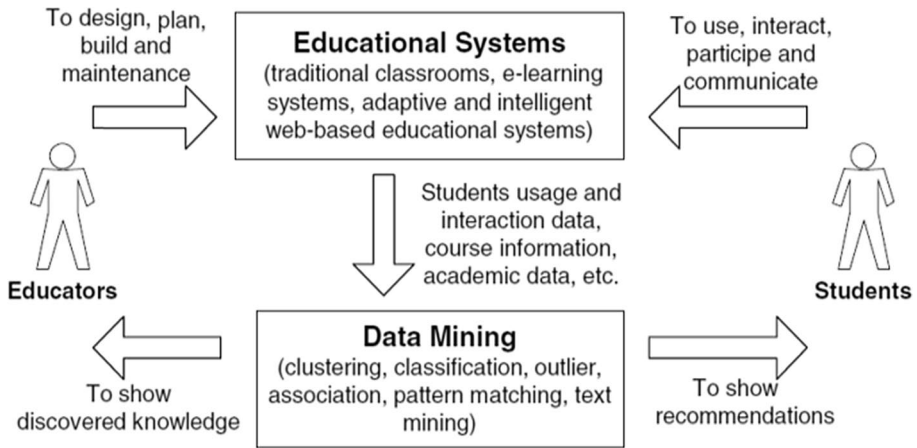 To design, plan,
build and
maintenance
Educational Systems
(traditional classrooms, e-learning
systems, adaptive and intelligent
web-based educational systems)
To use, interact,
participe and
communicate
Students usage and
interaction data,
course information,
academic data, etc.
Educators
Students
Data Mining
(clustering, classification, outlier,
association, pattern matching, text
mining)
To show
discovered knowledge
To show
recommendations